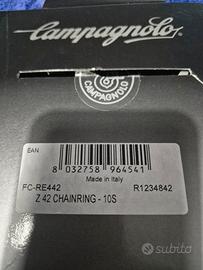 Campagnolo
CAMPAGNOLO
EAN
8 032758 964541
Made in Italy
FC-RE442
R1234842
Z 42 CHAINRING - 10S
subito